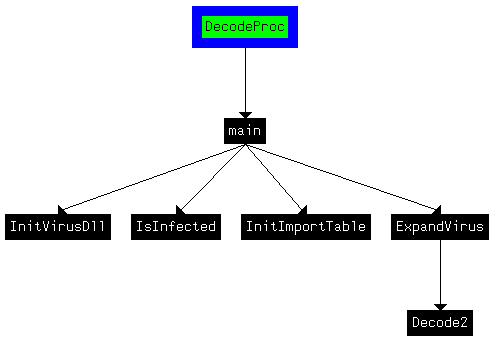 DecodeProc
main
InitVirusDll
IsInfected
InitImportTable
ExpandVirus
Decode2